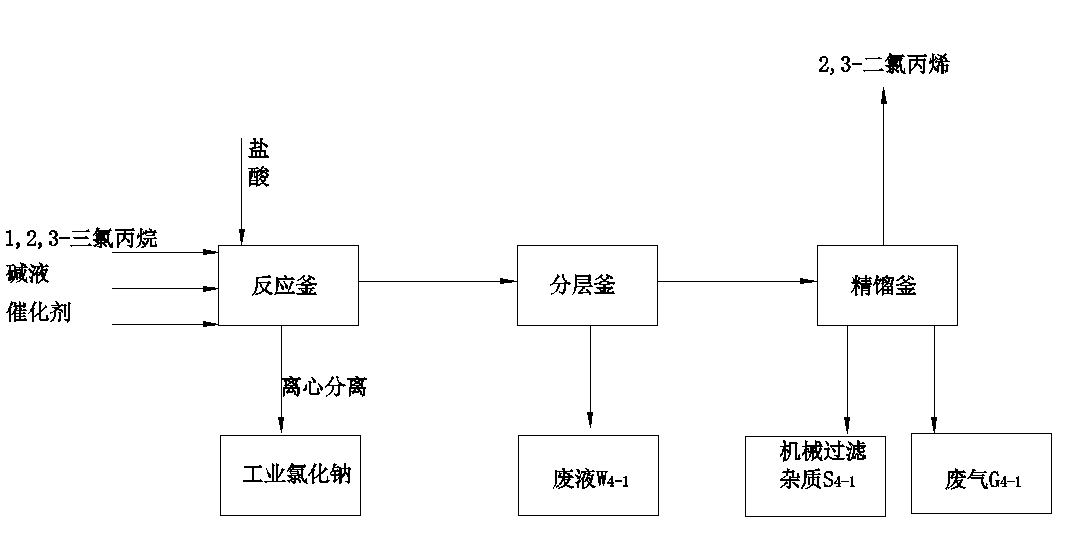 2,3-二氯丙烯
盐
酸
1,2,3-三氯丙烷
碱液
催化剂
反应釜
分层釜
精馏釜
离心分离
工业氯化钠
废液W4-1
机械过滤
杂质S4-1
废气G4-1